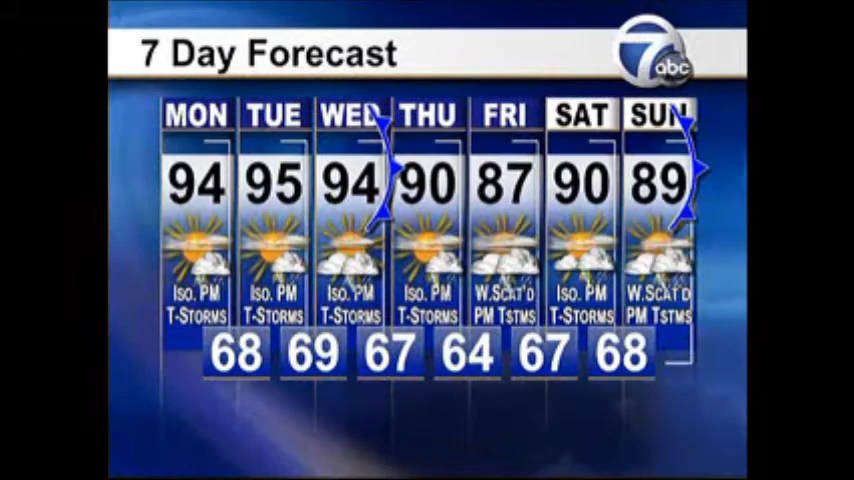 7 Day Forecast
7 abc
MON TUE WED THU FRI SAT SUN
94 95 94 90 87 90 89
Iso. PM Iso. PM Iso. PM Iso. PM W.Scat'd Iso. PM W.Scat'd
T-Storms T-Storms T-Storms T-Storms PM Tstms T-Storms PM Tstms
68 69 67 64 67 68